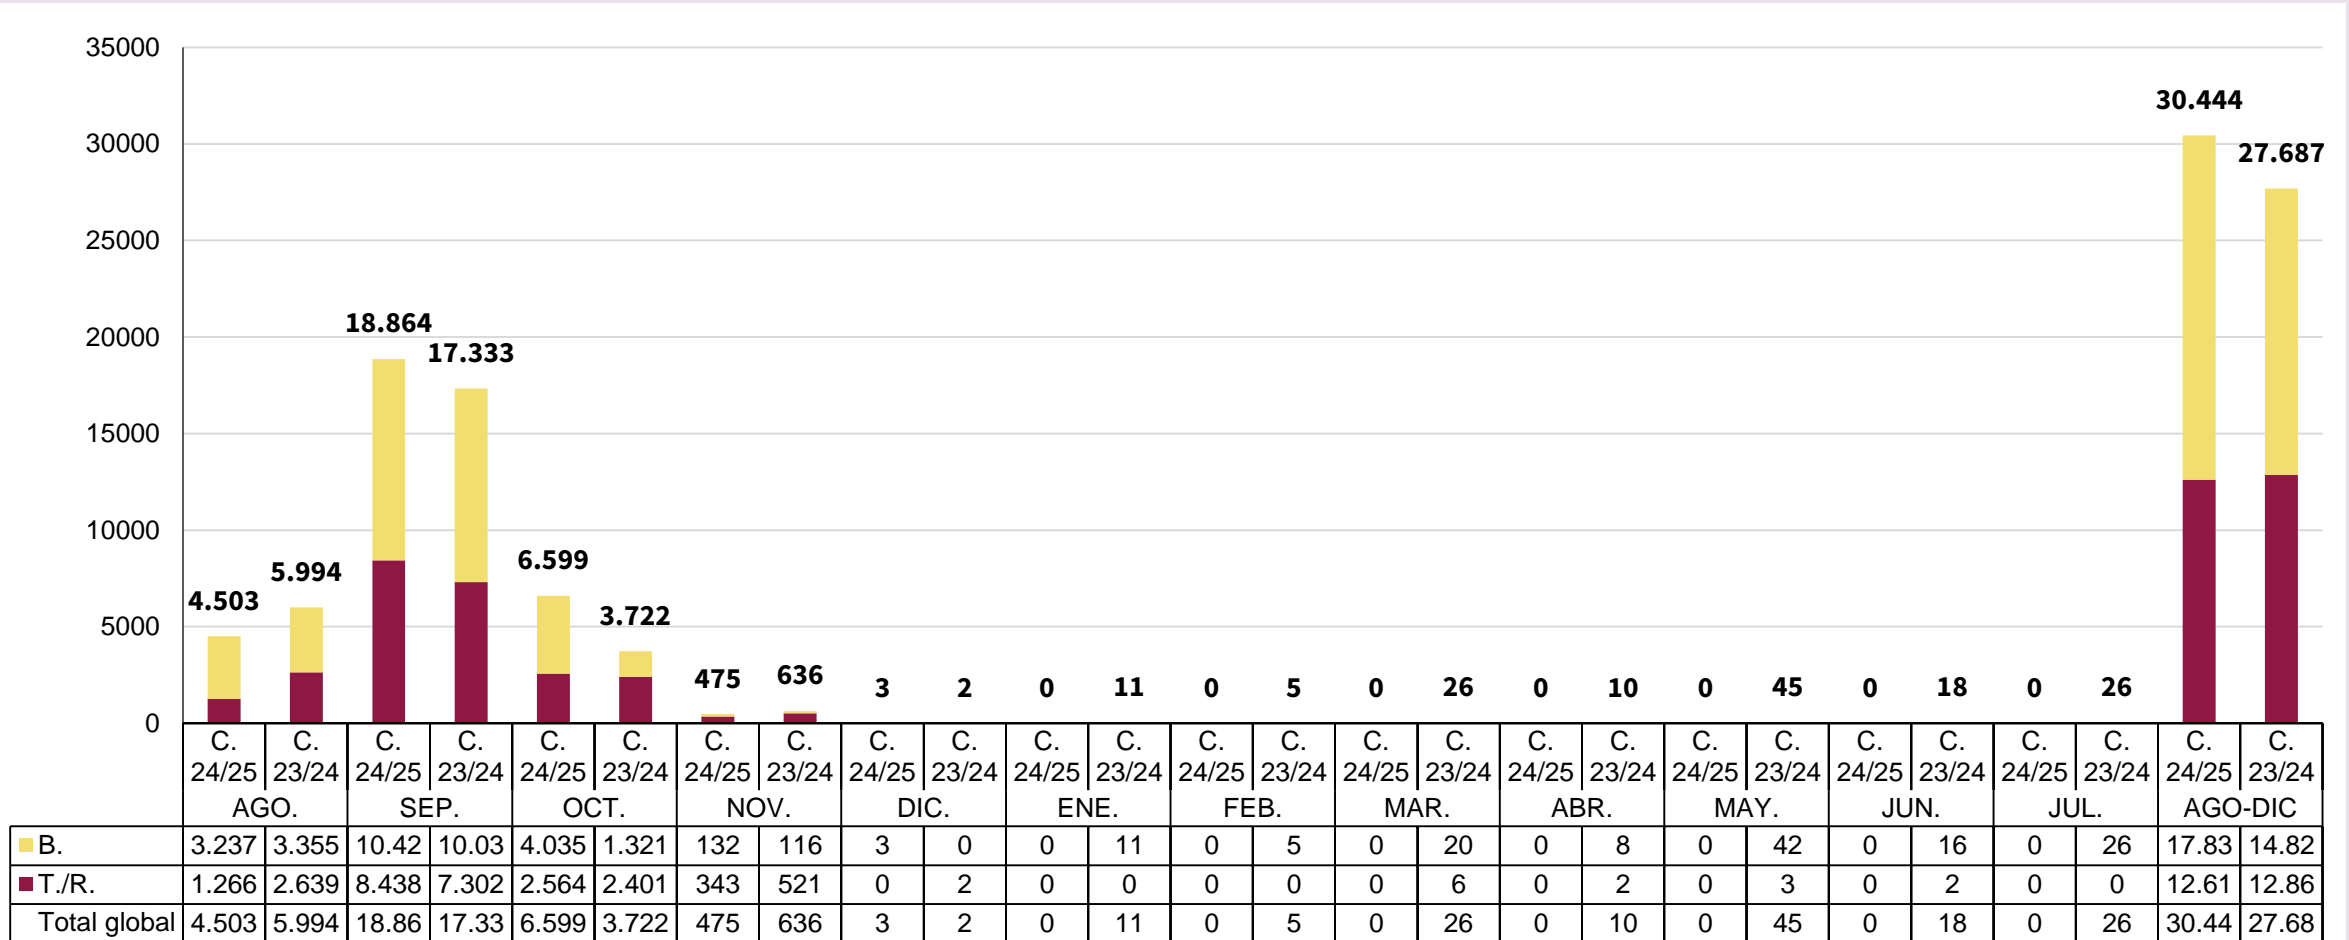 35000
30000
25000
20000
15000
10000
5000
0
4.503 5.994 18.864 17.333 6.599 3.722 475 636 3 2 0 11 0 5 0 26 0 10 0 45 0 18 0 26 30.444 27.687
C. C. C. C. C. C. C. C. C. C. C. C. C. C. C. C. C. C. C. C. C. C. C. C. C. C.
24/25 23/24 24/25 23/24 24/25 23/24 24/25 23/24 24/25 23/24 24/25 23/24 24/25 23/24 24/25 23/24 24/25 23/24 24/25 23/24 24/25 23/24 24/25 23/24 24/25 23/24
AGO. SEP. OCT. NOV. DIC. ENE. FEB. MAR. ABR. MAY. JUN. JUL. AGO-DIC
B. 3.237 3.355 10.42 10.03 4.035 1.321 132 116 3 0 0 11 0 5 0 20 0 8 0 42 0 16 0 26 17.83 14.82
T./R. 1.266 2.639 8.438 7.302 2.564 2.401 343 521 0 2 0 0 0 0 0 6 0 2 0 3 0 2 0 0 12.61 12.86
Total global 4.503 5.994 18.86 17.33 6.599 3.722 475 636 3 2 0 11 0 5 0 26 0 10 0 45 0 18 0 26 30.44 27.68